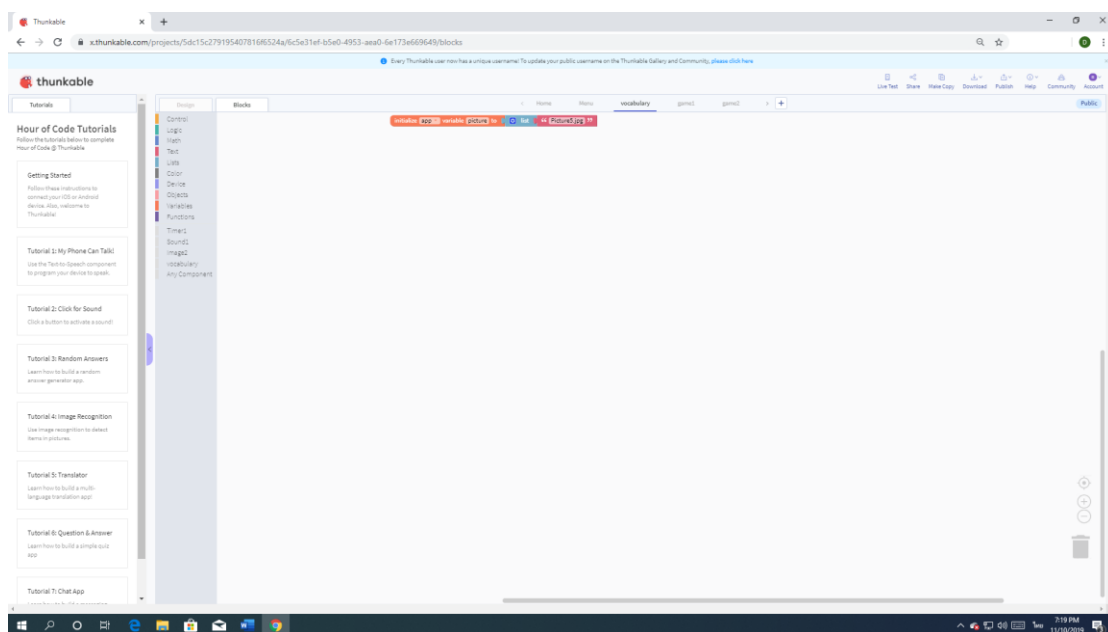 Thunkable
x.thunkable.com/projects/5dc15c279195407816f6524a/6c5e31ef-b5e0-4953-aea0-6e173e669649/blocks
D
Every Thunkable user now has a unique username! To update your public username on the Thunkable Gallery and Community, please click here
thunkable
Live Test Share Make Copy Download Publish Help Community Account
Tutorials
Design Blocks
Home Menu vocabulary game1 game2
Public
Hour of Code Tutorials
Follow the tutorials below to complete
Hour of Code @ Thunkable
Getting Started
Follow these instructions to
connect your iOS or Android
device. Also, welcome to
Thunkable!
Tutorial 1: My Phone Can Talk!
Use the Text-to-Speech component
to program your device to speak.
Tutorial 2: Click for Sound
Click a button to activate a sound!
Tutorial 3: Random Answers
Learn how to build a random
answer generator app.
Tutorial 4: Image Recognition
Use image recognition to detect
items in pictures.
Tutorial 5: Translator
Learn how to build a multi-
language translation app!
Tutorial 6: Question & Answer
Learn how to build a simple quiz
app
Tutorial 7: Chat App
Control
Logic
Math
Text
Lists
Color
Device
Objects
Variables
Functions
Timer1
Sound1
Image2
vocabulary
Any Component
initialize app variable picture to list “ Picture5.jpg ”
7:19 PM
11/10/2019